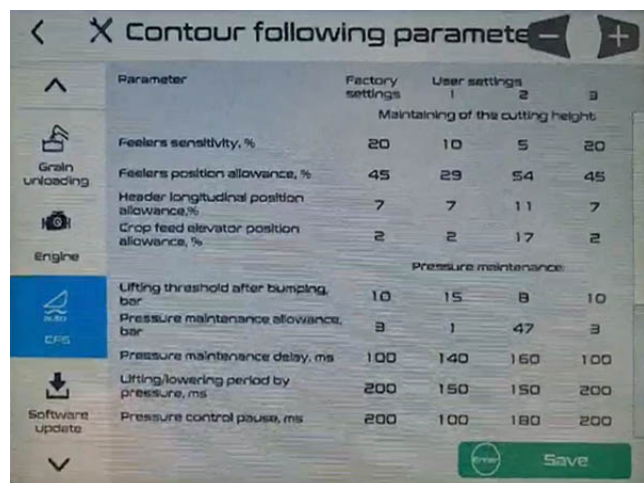 Contour following paramete
Parameter Factory settings User settings
1 2 3
Maintaining of the cutting height
Feelers sensitivity, % 20 10 5 20
Feelers position allowance, % 45 29 54 45
Header longitudinal position allowance,% 7 7 11 7
Crop feed elevator position allowance, % 2 2 17 2
Pressure maintenance
Lifting threshold after bumping, bar 10 15 8 10
Pressure maintenance allowance, bar 3 1 47 3
Pressure maintenance delay, ms 100 140 160 100
Lifting/lowering period by pressure, ms 200 150 150 200
Pressure control pause, ms 200 100 180 200
Grain
unloading
Engine
auto
EFS
Software
update
Enter Save